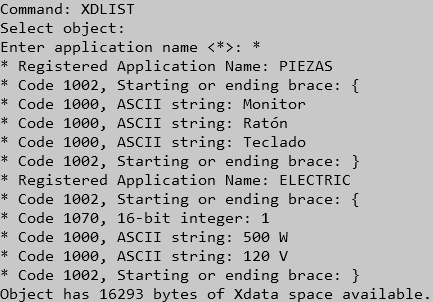 Command: XDLIST
Select object:
Enter application name <*>: *
* Registered Application Name: PIEZAS
* Code 1002, Starting or ending brace: {
* Code 1000, ASCII string: Monitor
* Code 1000, ASCII string: Ratón
* Code 1000, ASCII string: Teclado
* Code 1002, Starting or ending brace: }
* Registered Application Name: ELECTRIC
* Code 1002, Starting or ending brace: {
* Code 1070, 16-bit integer: 1
* Code 1000, ASCII string: 500 W
* Code 1000, ASCII string: 120 V
* Code 1002, Starting or ending brace: }
Object has 16293 bytes of Xdata space available.